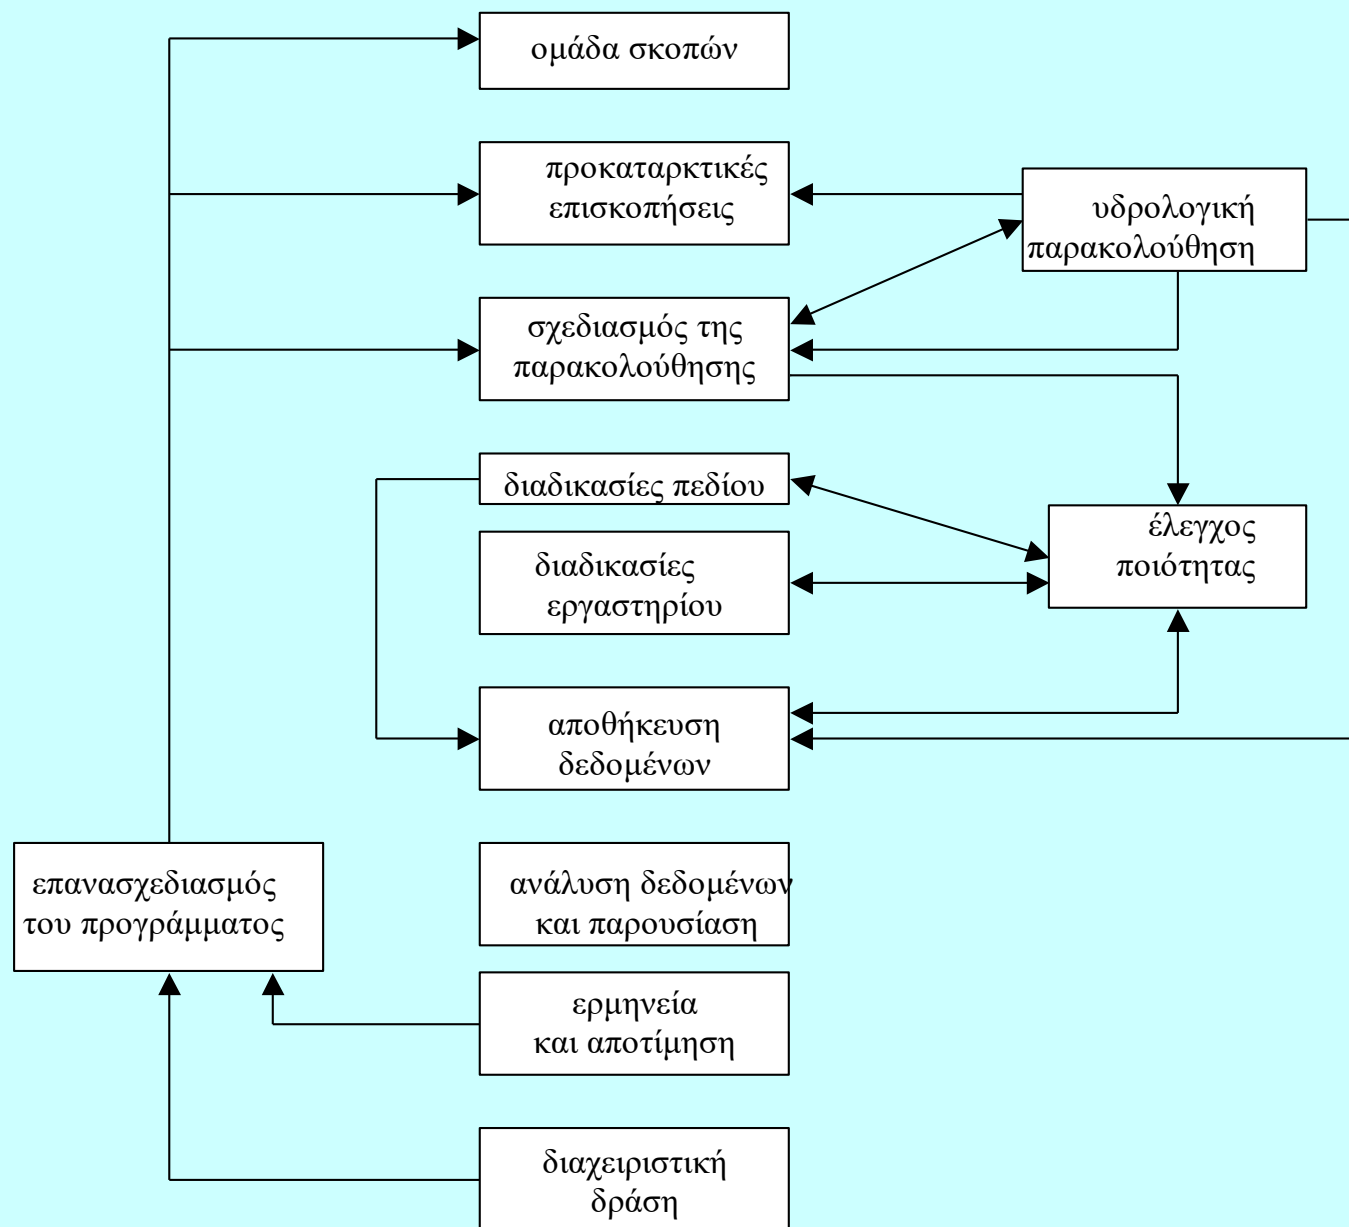 ομάδα σκοπών
προκαταρκτικές
επισκοπήσεις
υδρολογική
παρακολούθηση
σχεδιασμός της
παρακολούθησης
διαδικασίες πεδίου
έλεγχος
ποιότητας
διαδικασίες
εργαστηρίου
αποθήκευση
δεδομένων
επανασχεδιασμός
του προγράμματος
ανάλυση δεδομένων
και παρουσίαση
ερμηνεία
και αποτίμηση
διαχειριστική
δράση